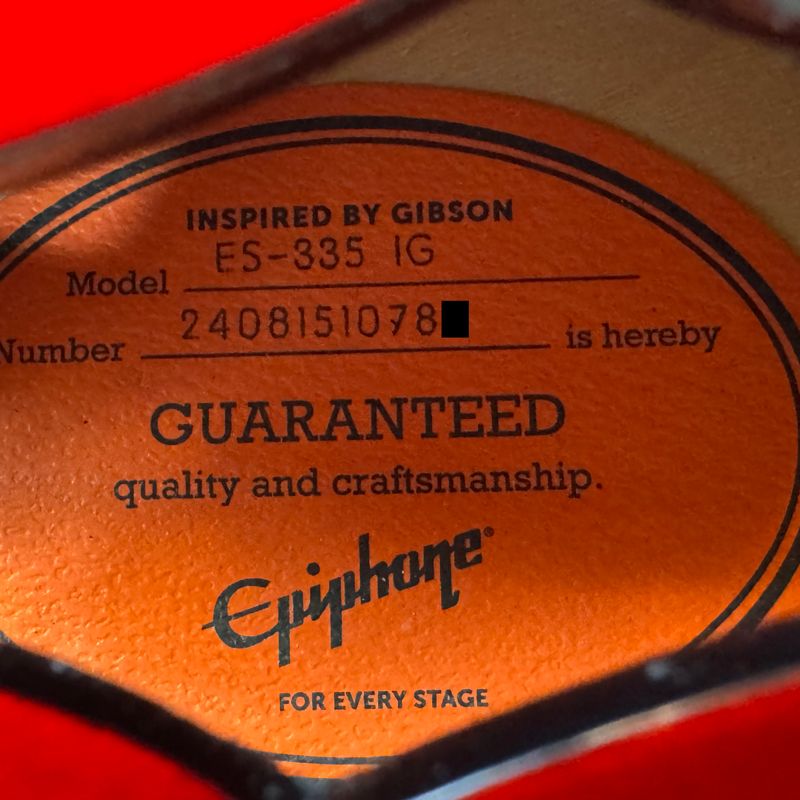 INSPIRED BY GIBSON
Model ES-335 IG
Number 2408151078 is hereby
GUARANTEED
quality and craftsmanship.
Epiphone®
FOR EVERY STAGE